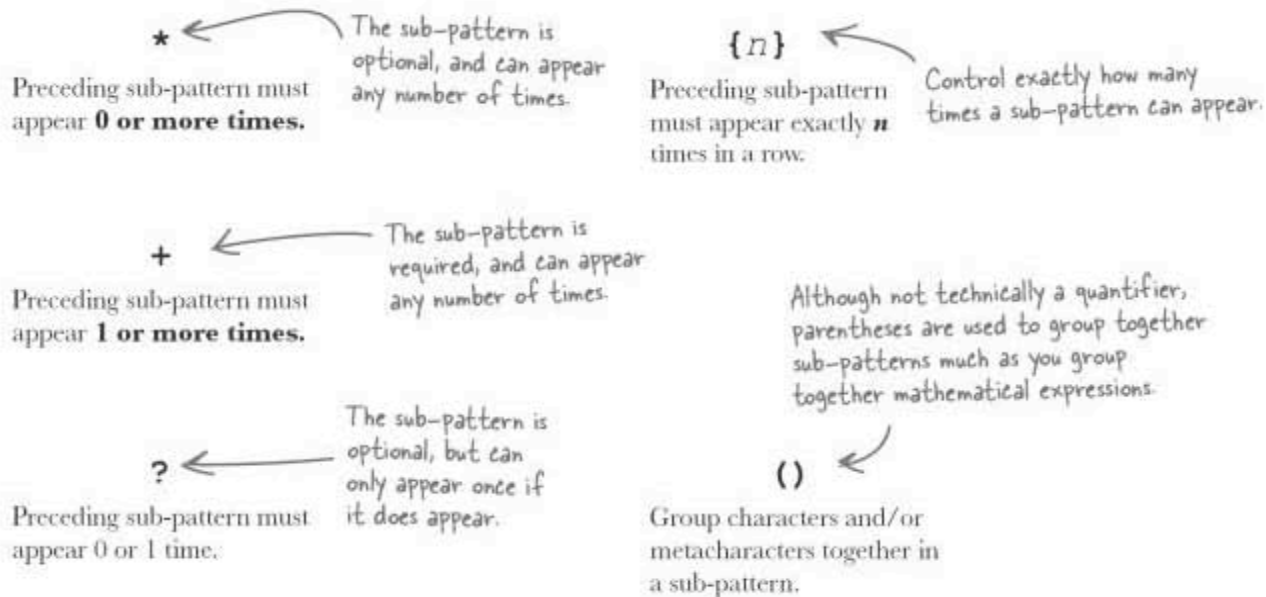 *
The sub-pattern is
optional, and can appear
any number of times.
Preceding sub-pattern must
appear 0 or more times.
{n}
Control exactly how many
times a sub-pattern can appear.
Preceding sub-pattern
must appear exactly n
times in a row.
+
The sub-pattern is
required, and can appear
any number of times.
Preceding sub-pattern must
appear 1 or more times.
Although not technically a quantifier,
parentheses are used to group together
sub-patterns much as you group
together mathematical expressions.
?
The sub-pattern is
optional, but can
only appear once if
it does appear.
Preceding sub-pattern must
appear 0 or 1 time.
()
Group characters and/or
metacharacters together in
a sub-pattern.